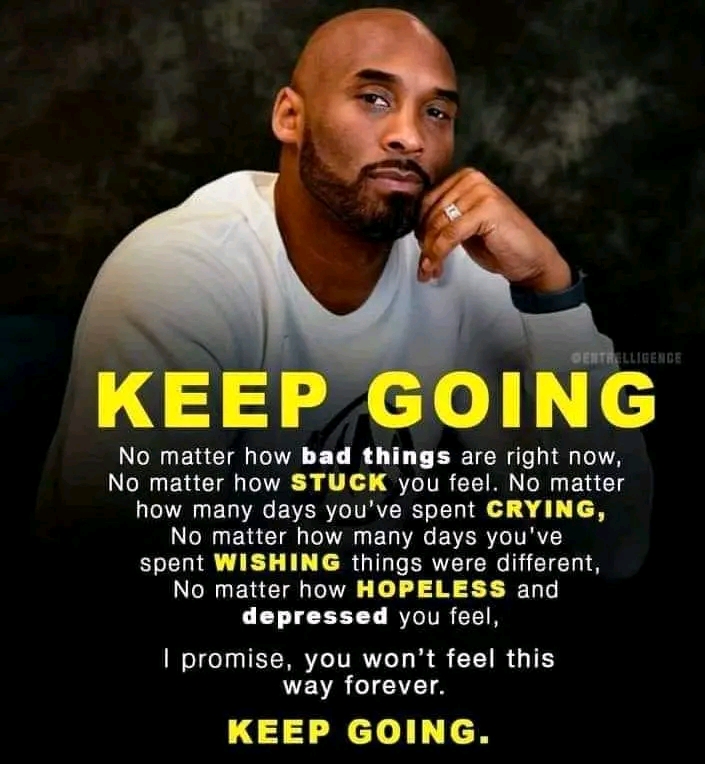 @ENTRELLIGENCE
KEEP GOING
No matter how bad things are right now,
No matter how STUCK you feel. No matter
how many days you've spent CRYING,
No matter how many days you've
spent WISHING things were different,
No matter how HOPELESS and
depressed you feel,
I promise, you won't feel this
way forever.
KEEP GOING.